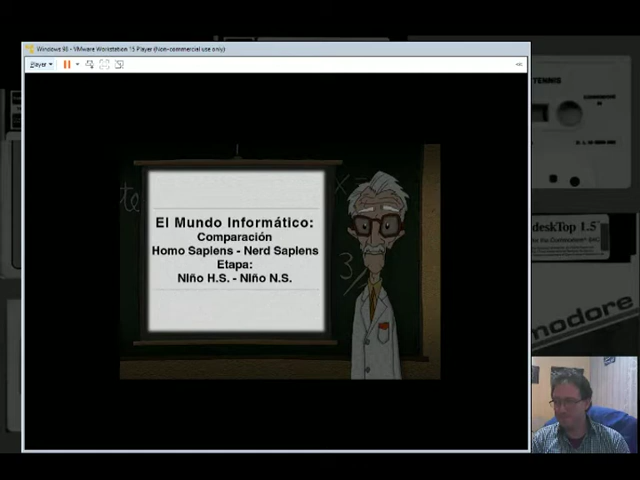 Windows 98 - VMware Workstation 15 Player (Non-commercial use only)
Player
TENNIS
El Mundo Informático:
Comparación
Homo Sapiens - Nerd Sapiens
Etapa:
NIño H.S. - NIño N.S.
3
deskTop 1.5
modore